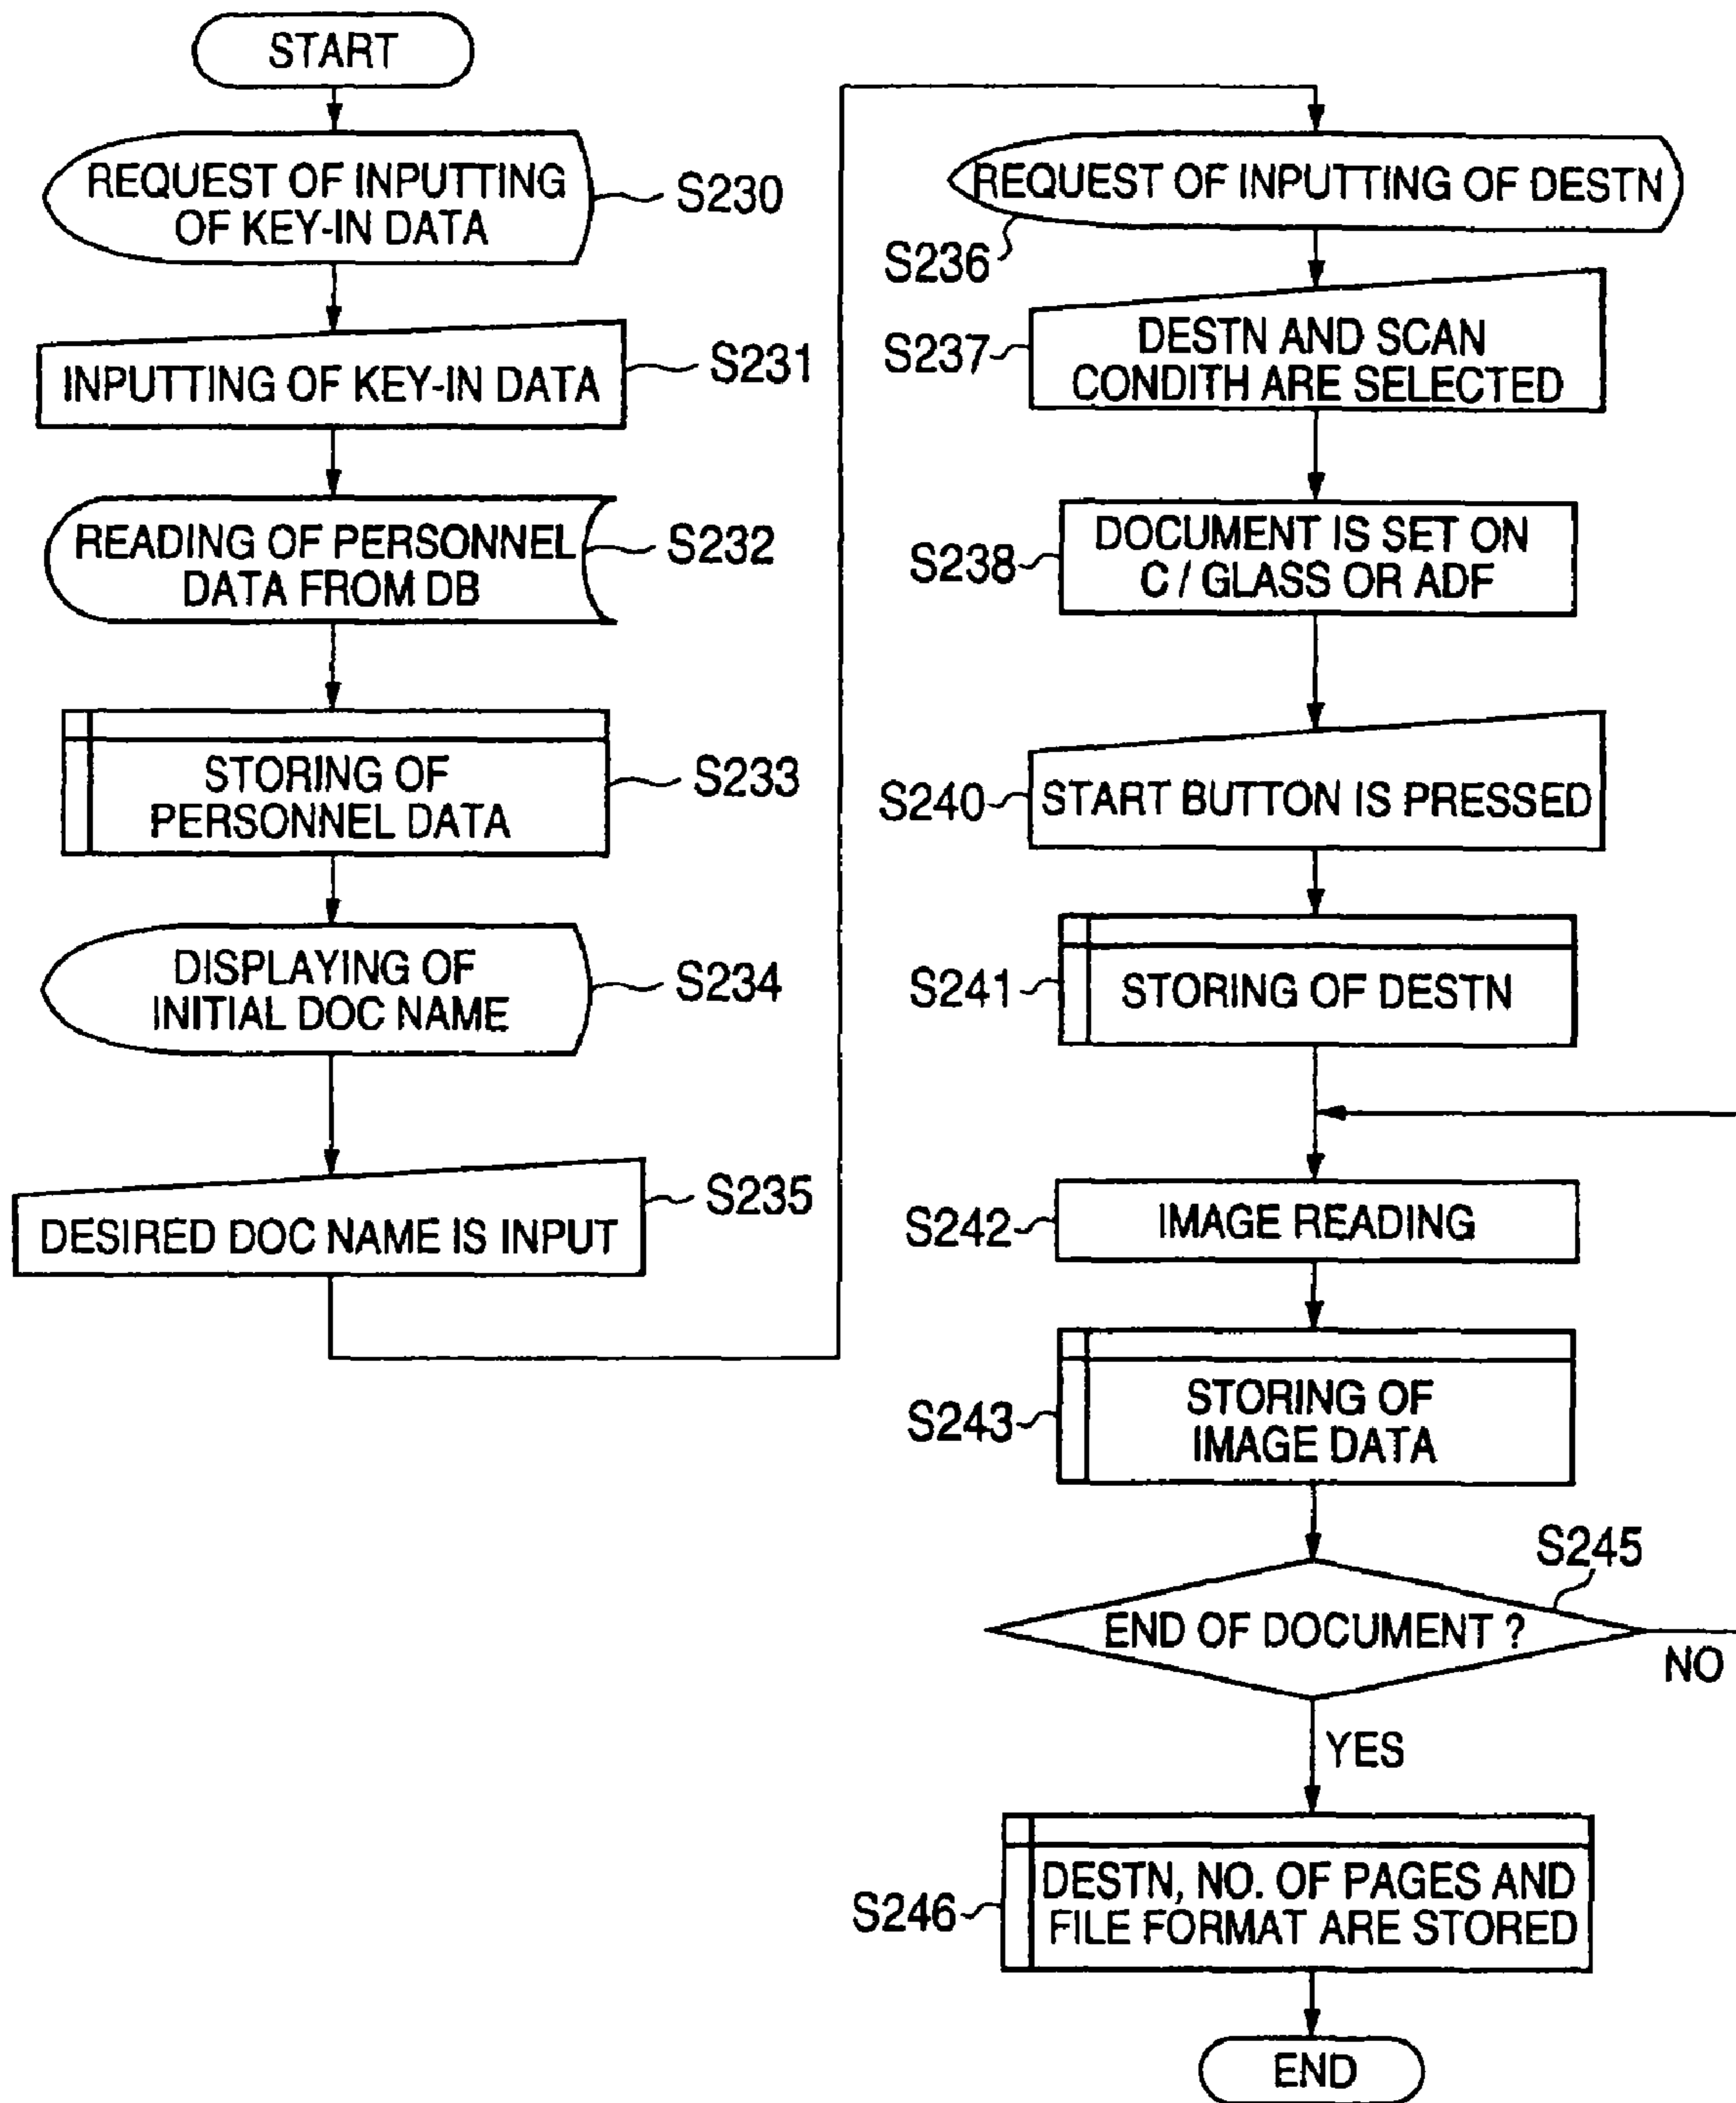 START
REQUEST OF INPUTTING
OF KEY-IN DATA
S230
INPUTTING OF KEY-IN DATA
S231
READING OF PERSONNEL
DATA FROM DB
S232
STORING OF
PERSONNEL DATA
S233
DISPLAYING OF
INITIAL DOC NAME
S234
DESIRED DOC NAME IS INPUT
S235
REQUEST OF INPUTTING OF DESTN
S236
DESTN AND SCAN
CONDITH ARE SELECTED
S237
DOCUMENT IS SET ON
C / GLASS OR ADF
S238
START BUTTON IS PRESSED
S240
STORING OF DESTN
S241
IMAGE READING
S242
STORING OF
IMAGE DATA
S243
END OF DOCUMENT ?
S245
NO
YES
DESTN, NO. OF PAGES AND
FILE FORMAT ARE STORED
S246
END